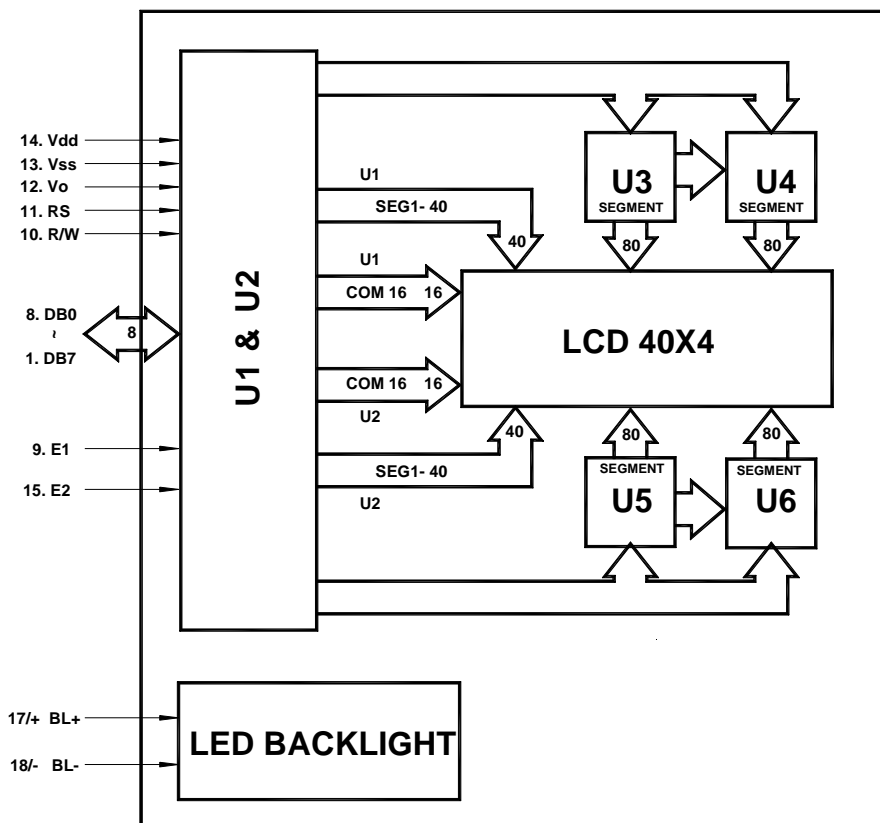 14. Vdd
13. Vss
12. Vo
11. RS
10. R/W
8. DB0
~
1. DB7
8
9. E1
15. E2
U1 & U2
U1
SEG1- 40
40
U1
COM 16 16
COM 16 16
U2
40
SEG1- 40
U2
U3
SEGMENT
80
U4
SEGMENT
80
LCD 40X4
80
SEGMENT
U5
80
SEGMENT
U6
17/+ BL+
18/- BL-
LED BACKLIGHT